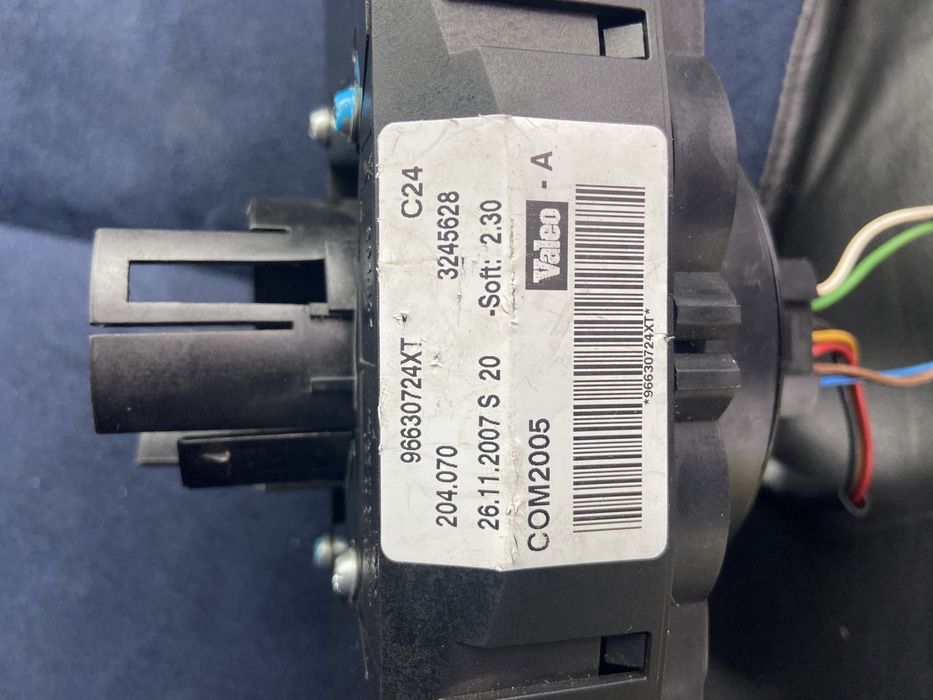 96630724XT C24
204.070 3245628
26.11.2007 S 20 -Soft: 2.30
COM2005 Valeo - A
*96630724XT*